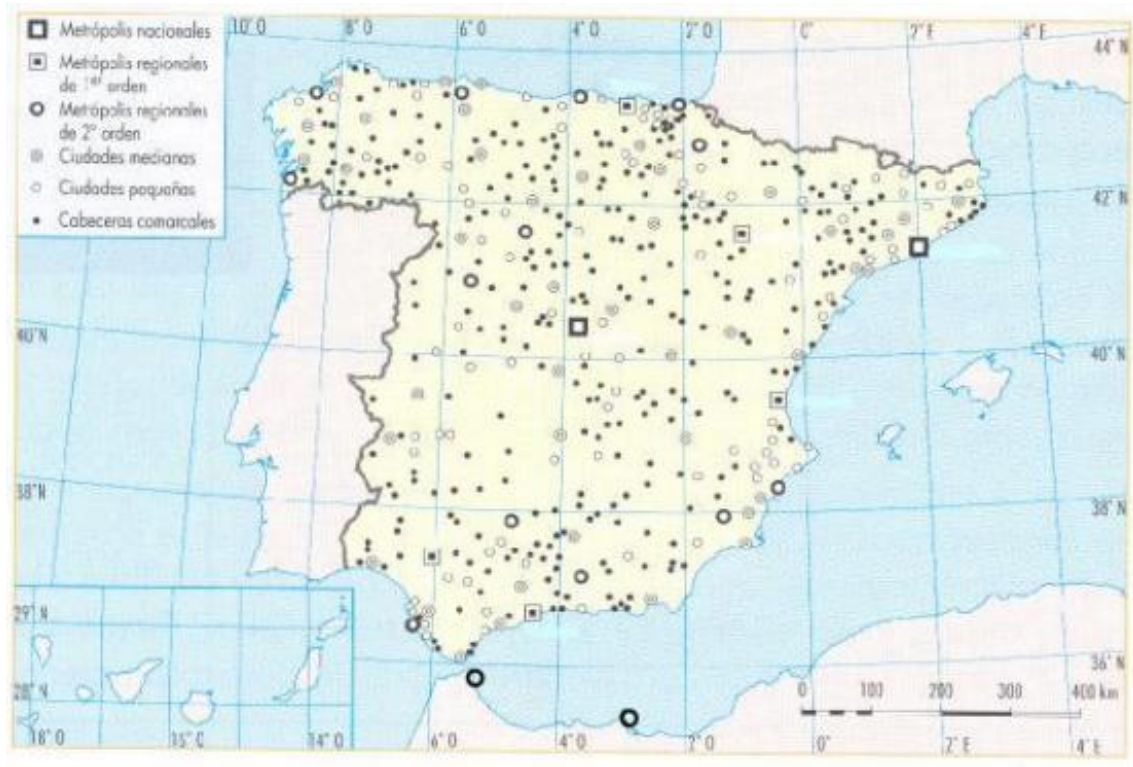 Metrópolis nacionales
Metrópolis regionales
de 1er orden
Metrópolis regionales
de 2º orden
Ciudades medianas
Ciudades pequeñas
Cabeceras comarcales
10° O
8° O
6° O
4° O
2° O
0°
2° E
4° E
44° N
42° N
40° N
40° N
38° N
38° N
29° N
36° N
28° N
0 100 200 300 400 km
18° O
15° O
14° O
6° O
4° O
2° O
0°
2° E
4° E